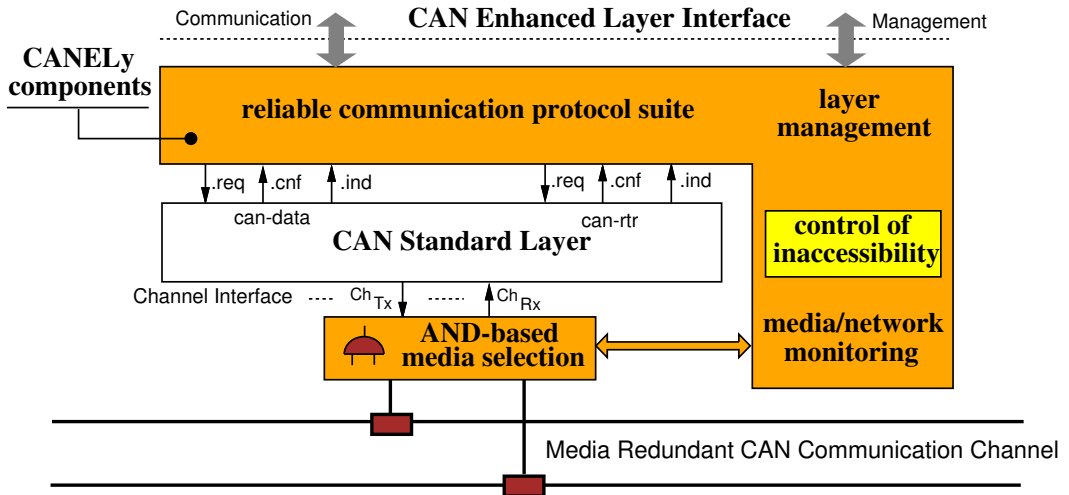 Communication
CAN Enhanced Layer Interface
Management
CANELy
components
reliable communication protocol suite
layer
management
.req
.cnf
.ind
.req
.cnf
.ind
can-data
can-rtr
CAN Standard Layer
control of
inaccessibility
Channel Interface
Ch Tx
Ch Rx
AND-based
media selection
media/network
monitoring
Media Redundant CAN Communication Channel